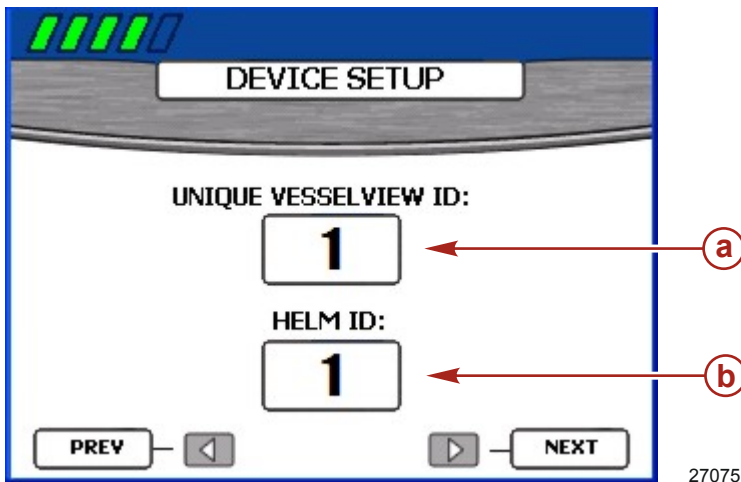 DEVICE SETUP
UNIQUE VESSELVIEW ID:
1
a
HELM ID:
1
b
PREV NEXT
27075